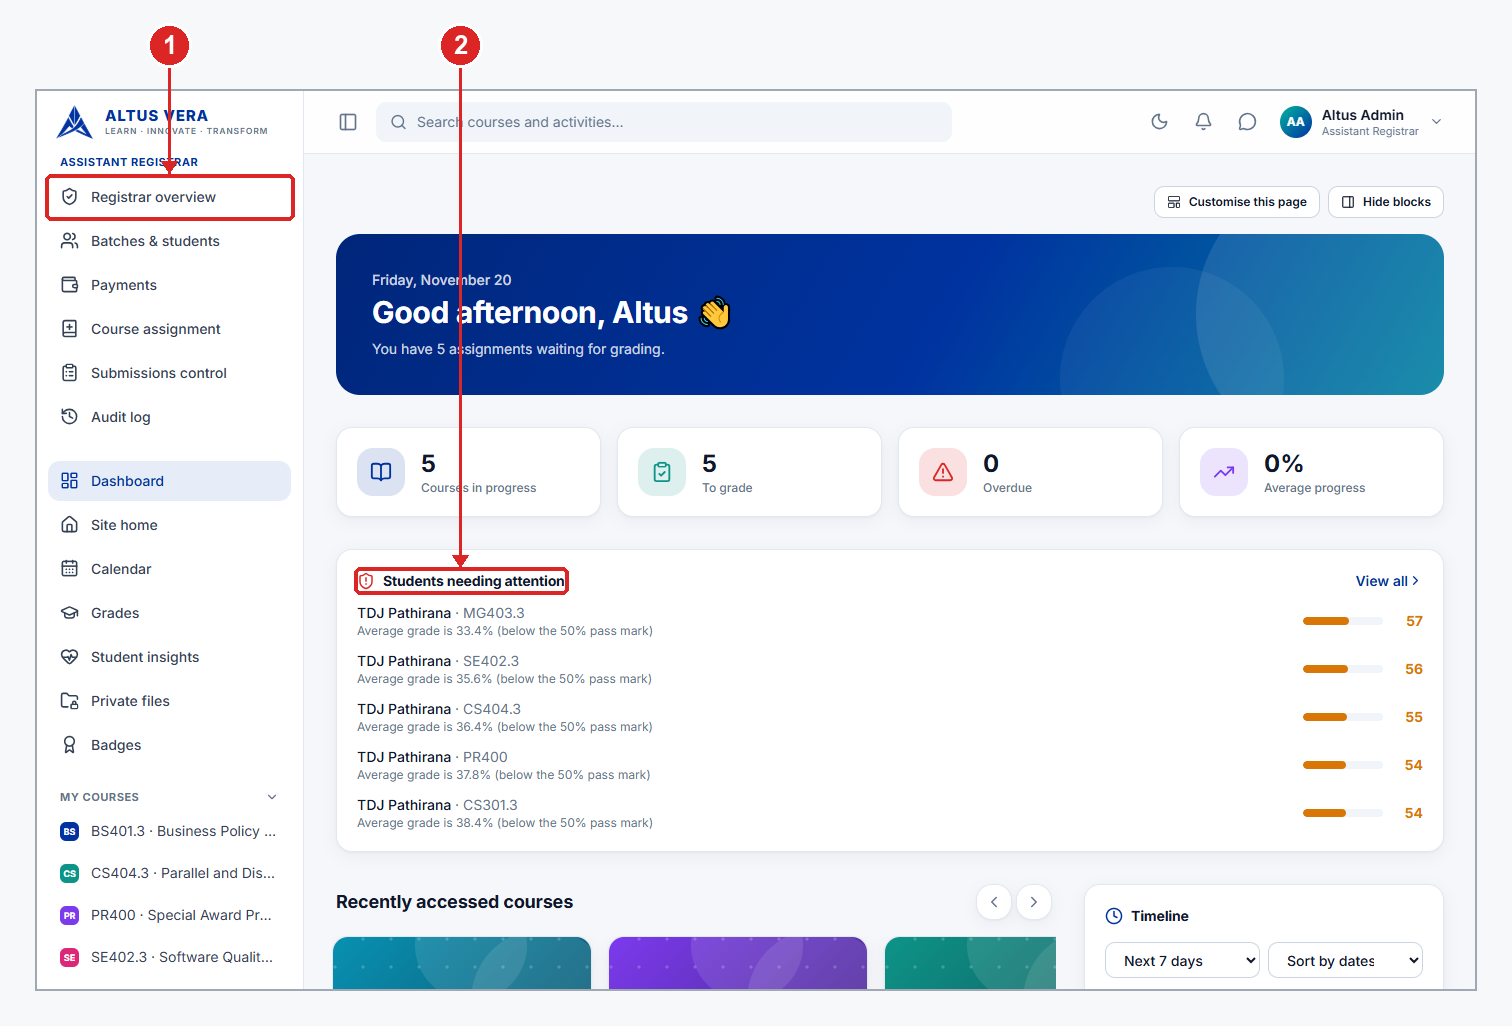 1
2
ALTUS VERA
LEARN · INNOVATE · TRANSFORM
ASSISTANT REGISTRAR
Registrar overview
Batches & students
Payments
Course assignment
Submissions control
Audit log
Dashboard
Site home
Calendar
Grades
Student insights
Private files
Badges
MY COURSES
BS BS401.3 · Business Policy ...
CS CS404.3 · Parallel and Dis...
PR PR400 · Special Award Pr...
SE SE402.3 · Software Qualit...
Search courses and activities...
AA
Altus Admin
Assistant Registrar
Customise this page
Hide blocks
Friday, November 20
Good afternoon, Altus 👋
You have 5 assignments waiting for grading.
5
Courses in progress
5
To grade
0
Overdue
0%
Average progress
Students needing attention
View all
TDJ Pathirana · MG403.3
Average grade is 33.4% (below the 50% pass mark)
57
TDJ Pathirana · SE402.3
Average grade is 35.6% (below the 50% pass mark)
56
TDJ Pathirana · CS404.3
Average grade is 36.4% (below the 50% pass mark)
55
TDJ Pathirana · PR400
Average grade is 37.8% (below the 50% pass mark)
54
TDJ Pathirana · CS301.3
Average grade is 38.4% (below the 50% pass mark)
54
Recently accessed courses
Timeline
Next 7 days
Sort by dates